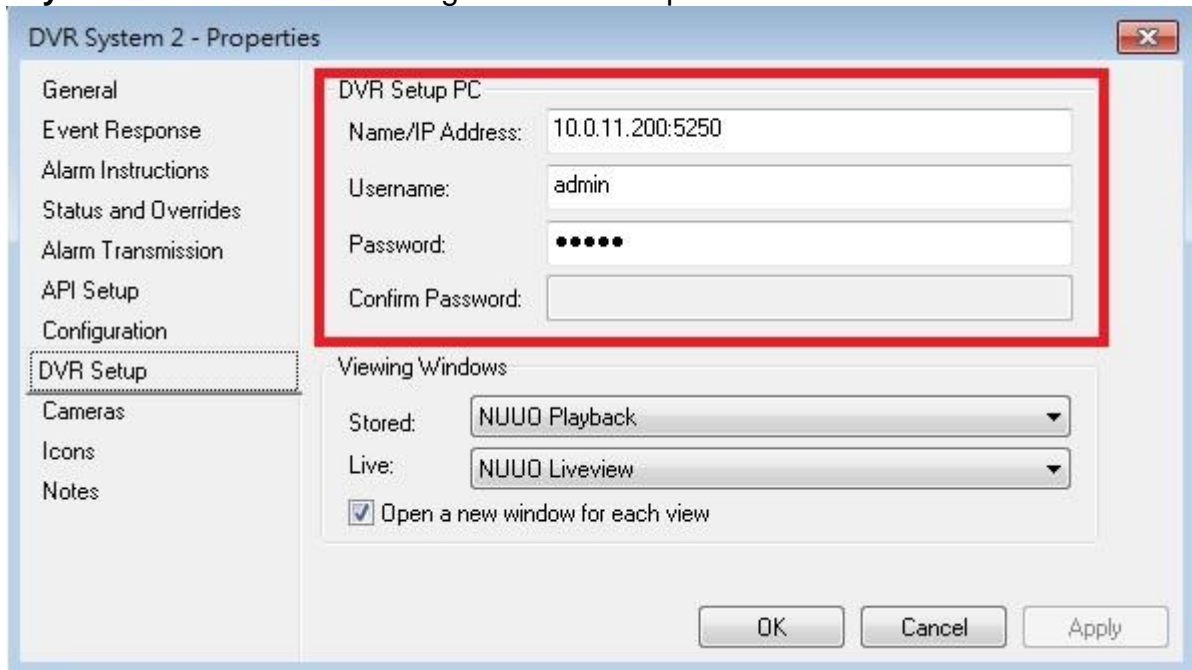 DVR System 2 - Properties
General
Event Response
Alarm Instructions
Status and Overrides
Alarm Transmission
API Setup
Configuration
DVR Setup
Cameras
Icons
Notes
DVR Setup PC
Name/IP Address: 10.0.11.200:5250
Username: admin
Password: •••••
Confirm Password:
Viewing Windows
Stored: NUUO Playback
Live: NUUO Liveview
Open a new window for each view
OK Cancel Apply